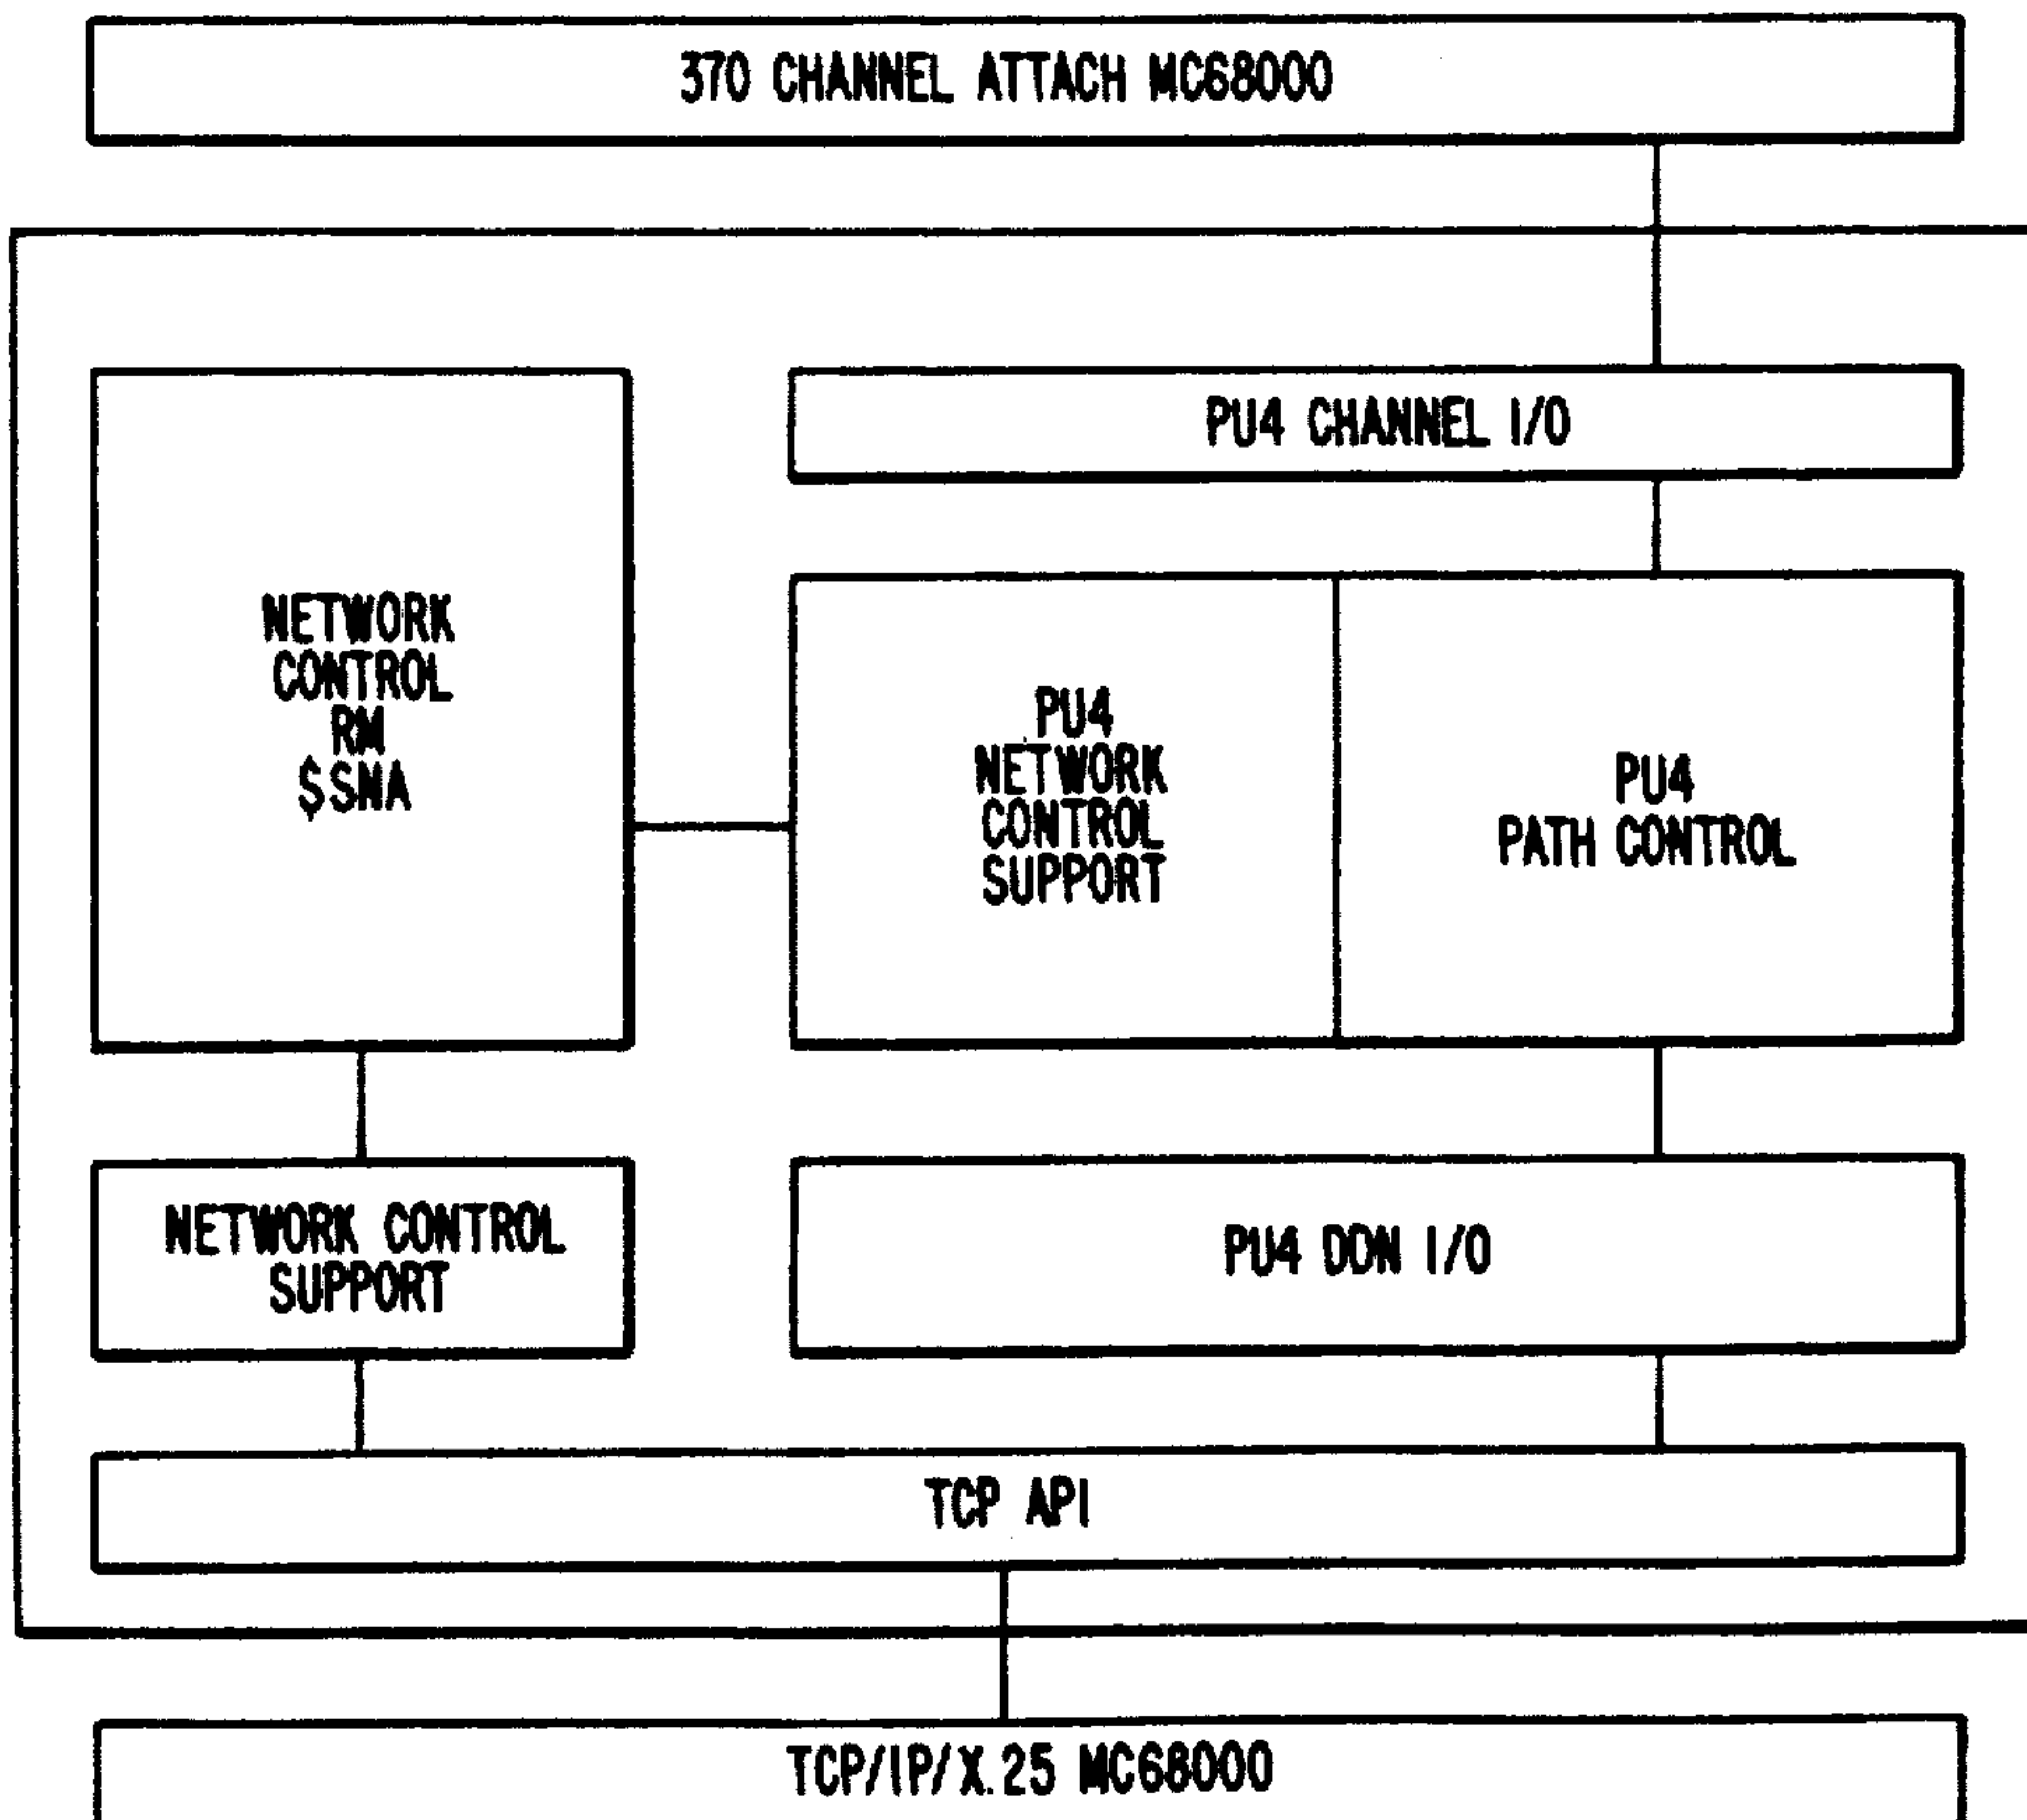 370 CHANNEL ATTACH MC68000
PU4 CHANNEL I/O
NETWORK
CONTROL
RM
$SNA
PU4
NETWORK
CONTROL
SUPPORT
PU4
PATH CONTROL
NETWORK CONTROL
SUPPORT
PU4 DDN I/O
TCP API
TCP/IP/X.25 MC68000